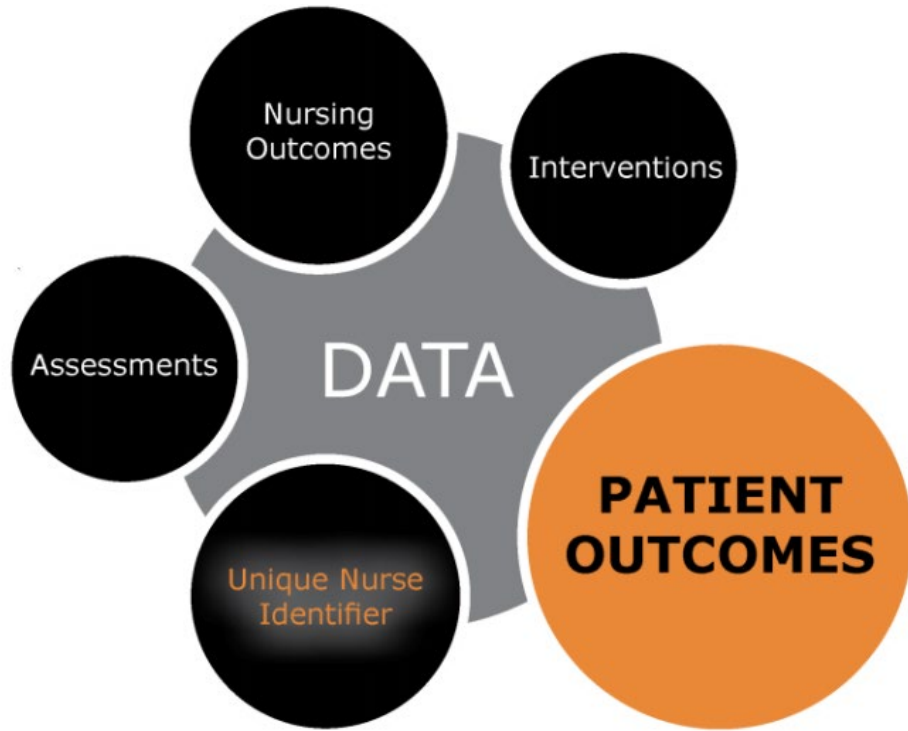 Nursing
Outcomes
Interventions
Assessments
DATA
PATIENT
OUTCOMES
Unique Nurse
Identifier